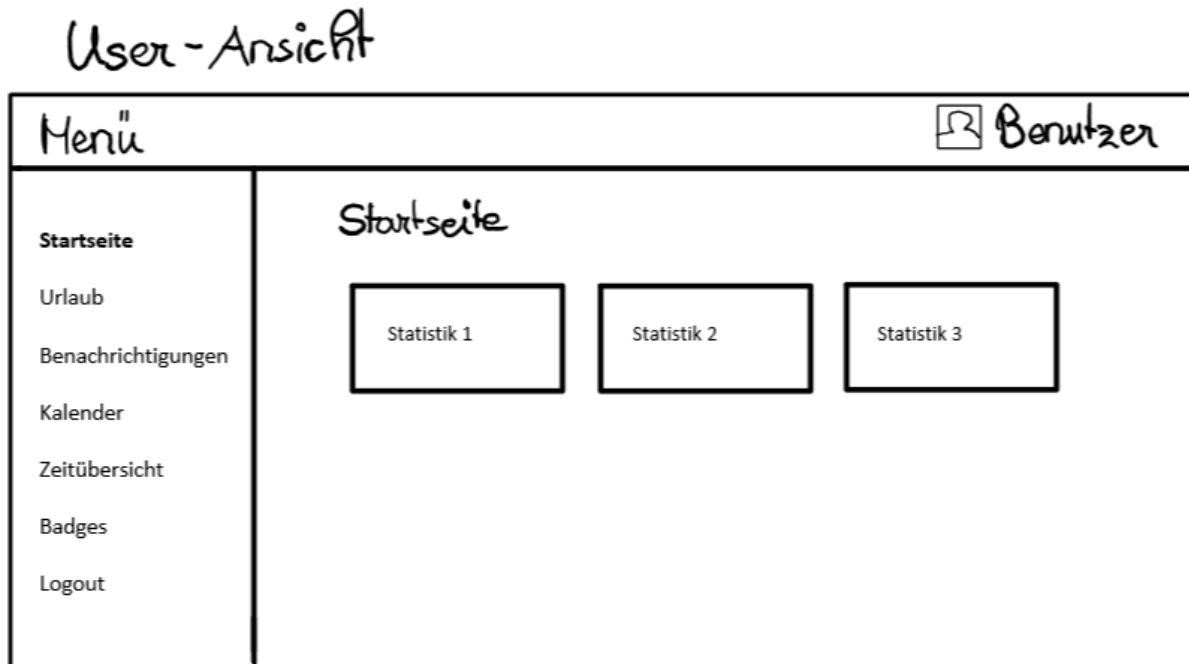 User-Ansicht
Menü
Benutzer
Startseite
Urlaub
Benachrichtigungen
Kalender
Zeitübersicht
Badges
Logout
Startseite
Statistik 1
Statistik 2
Statistik 3